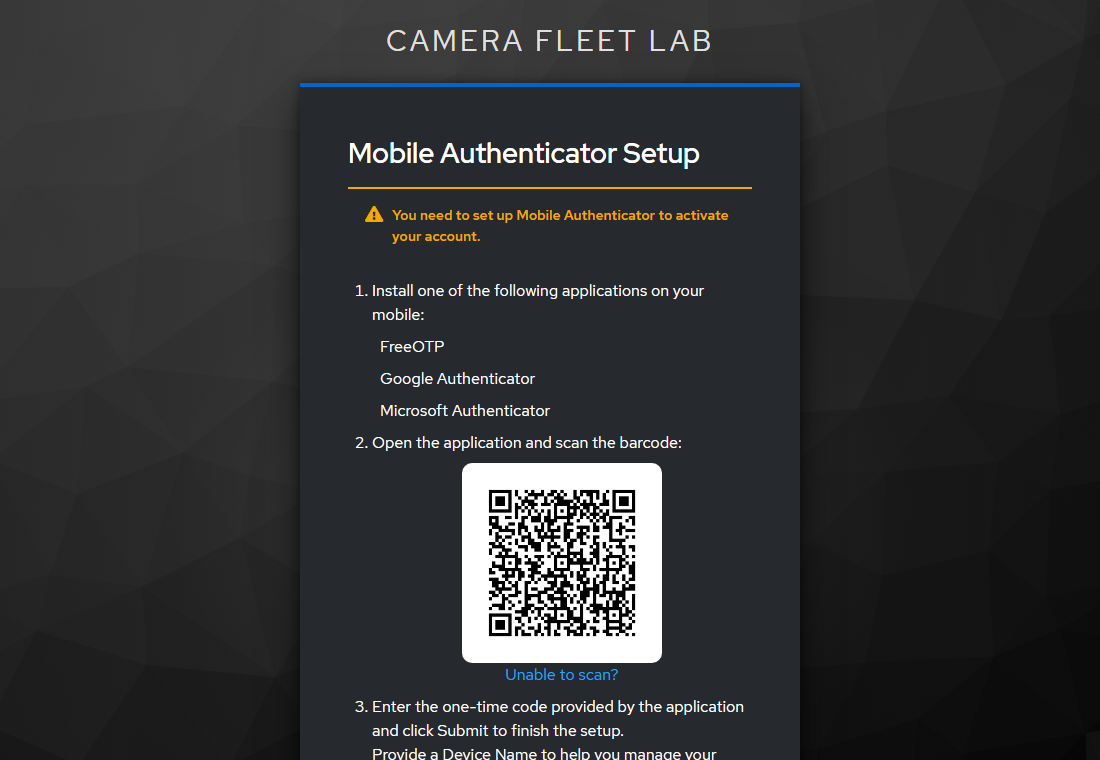 CAMERA FLEET LAB
Mobile Authenticator Setup
You need to set up Mobile Authenticator to activate
your account.
1. Install one of the following applications on your
mobile:
FreeOTP
Google Authenticator
Microsoft Authenticator
2. Open the application and scan the barcode:
Unable to scan?
3. Enter the one-time code provided by the application
and click Submit to finish the setup.
Provide a Device Name to help you manage your